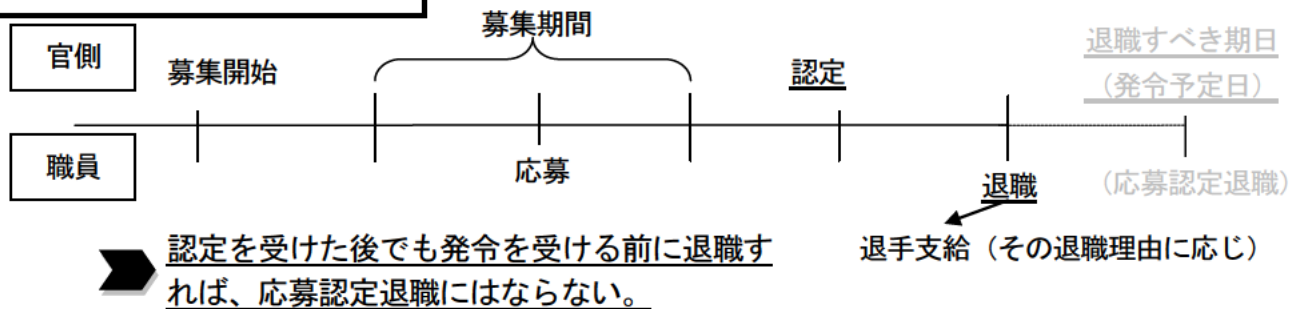 募集期間
退職すべき期日
官側
募集開始
認定
（発令予定日）
職員
応募
退職
（応募認定退職）
認定を受けた後でも発令を受ける前に退職す
れば、応募認定退職にはならない。
退手支給（その退職理由に応じ）